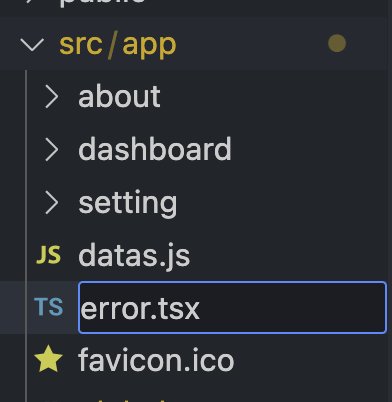 src/app
about
dashboard
setting
JS datas.js
TS error.tsx
favicon.ico